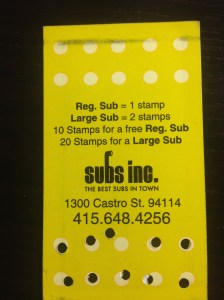 Reg. Sub = 1 stamp
Large Sub = 2 stamps
10 Stamps for a free Reg. Sub
20 Stamps for a Large Sub
subs inc.
THE BEST SUBS IN TOWN
1300 Castro St. 94114
415.648.4256